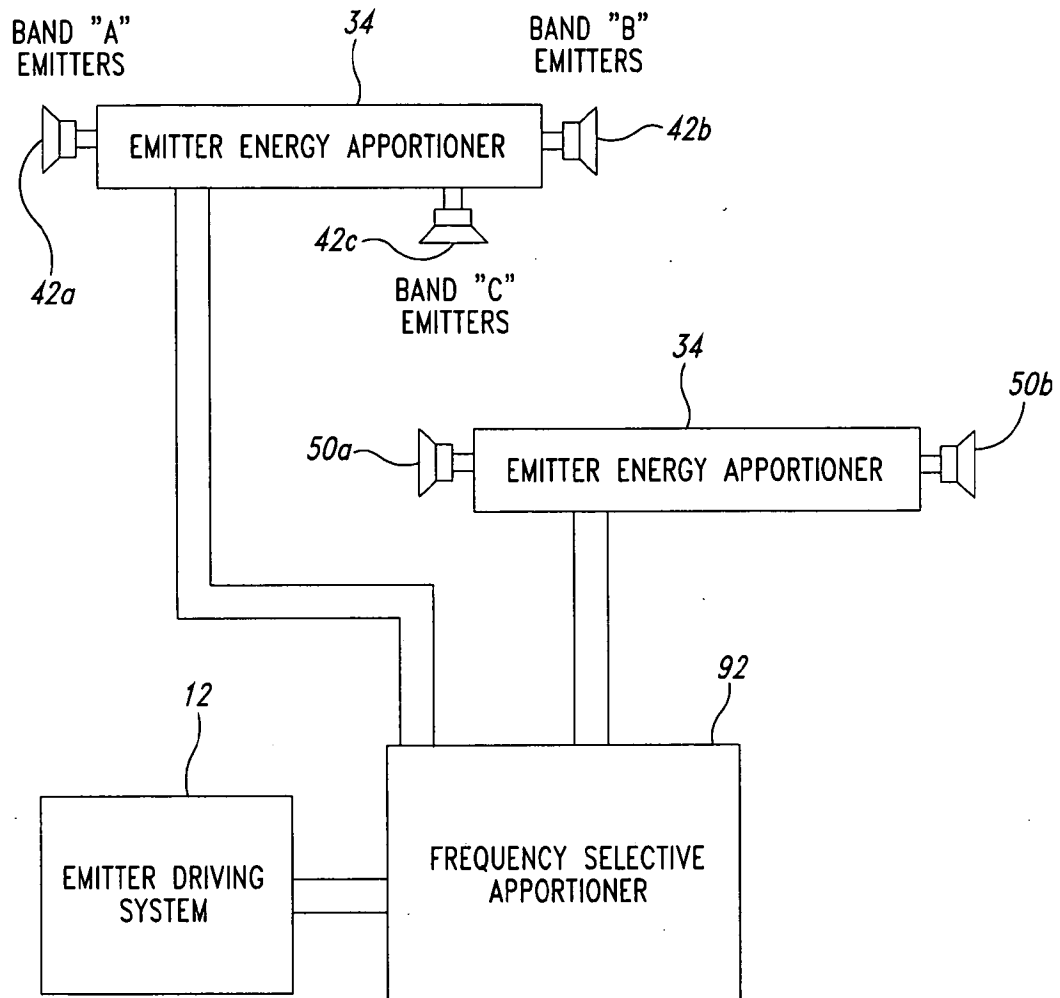 BAND "A"
EMITTERS
34
BAND "B"
EMITTERS
EMITTER ENERGY APPORTIONER
42b
42c
42a
BAND "C"
EMITTERS
34
50b
50a
EMITTER ENERGY APPORTIONER
92
12
FREQUENCY SELECTIVE
APPORTIONER
EMITTER DRIVING
SYSTEM